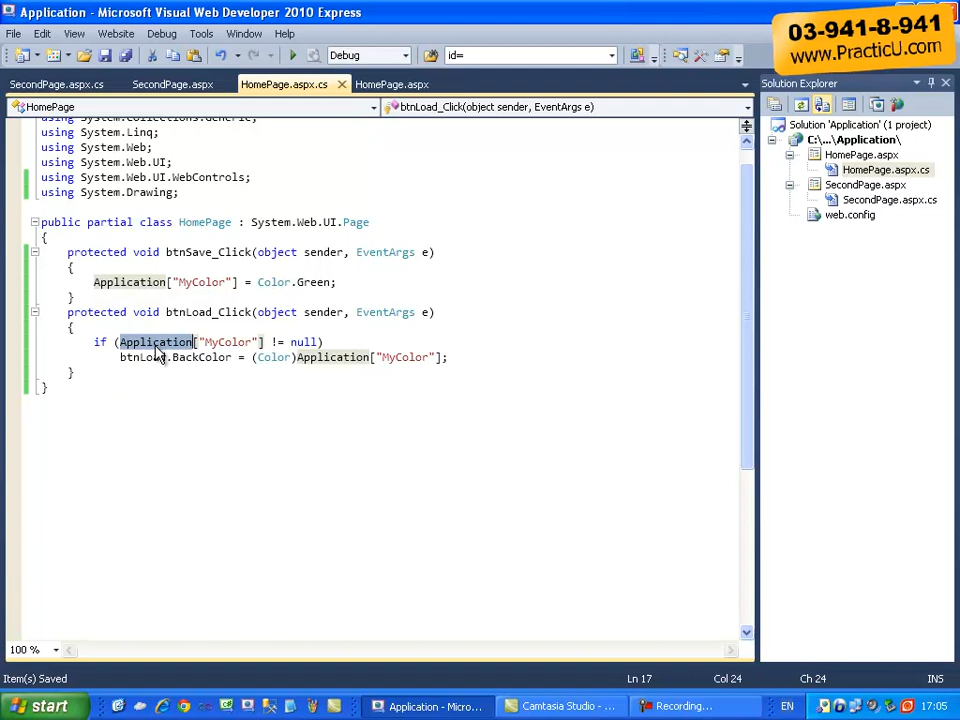 Application - Microsoft Visual Web Developer 2010 Express
03-941-8-941
www.PracticU.com
File Edit View Website Debug Tools Window Help
Debug id=
SecondPage.aspx.cs SecondPage.aspx HomePage.aspx.cs HomePage.aspx
HomePage btnLoad_Click(object sender, EventArgs e)
using System.Collections.Generic;
using System.Linq;
using System.Web;
using System.Web.UI;
using System.Web.UI.WebControls;
using System.Drawing;
public partial class HomePage : System.Web.UI.Page
{
protected void btnSave_Click(object sender, EventArgs e)
{
Application["MyColor"] = Color.Green;
}
protected void btnLoad_Click(object sender, EventArgs e)
{
if (Application["MyColor"] != null)
btnLoad.BackColor = (Color)Application["MyColor"];
}
}
Solution Explorer
Solution 'Application' (1 project)
C:\...\Application\
HomePage.aspx
HomePage.aspx.cs
SecondPage.aspx
SecondPage.aspx.cs
web.config
100 %
Item(s) Saved Ln 17 Col 24 Ch 24 INS
start Application - Micro... Camtasia Studio - ... Recording... EN 17:05